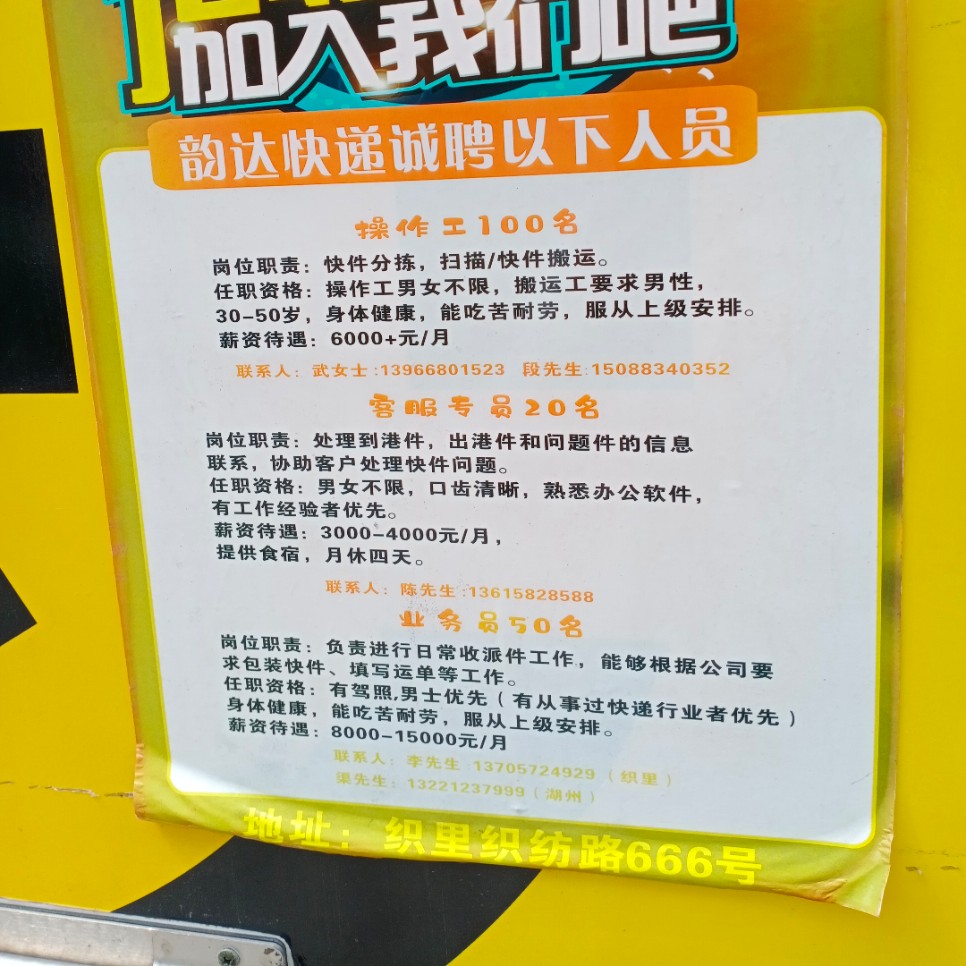 加入我们吧
韵达快递诚聘以下人员
操作工100名
岗位职责：快件分拣，扫描/快件搬运。
任职资格：操作工男女不限，搬运工要求男性，
30-50岁，身体健康，能吃苦耐劳，服从上级安排。
薪资待遇：6000+元/月
联系人：武女士:13966801523 段先生:15088340352
客服专员20名
岗位职责：处理到港件，出港件和问题件的信息
联系，协助客户处理快件问题。
任职资格：男女不限，口齿清晰，熟悉办公软件，
有工作经验者优先。
薪资待遇：3000-4000元/月，
提供食宿，月休四天。
联系人：陈先生:13615828588
业务员50名
岗位职责：负责进行日常收派件工作，能够根据公司要
求包装快件、填写运单等工作。
任职资格：有驾照,男士优先（有从事过快递行业者优先）
身体健康，能吃苦耐劳，服从上级安排。
薪资待遇：8000-15000元/月
联系人：李先生 13705724929（织里）
渠先生：13221237999（湖州）
地址：织里织纺路666号